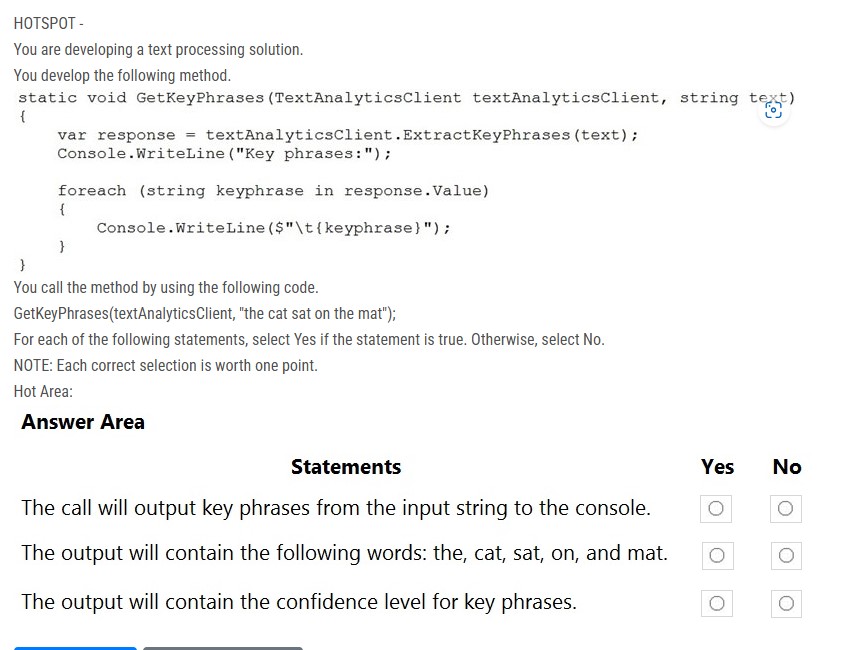 HOTSPOT -
You are developing a text processing solution.
You develop the following method.
static void GetKeyPhrases(TextAnalyticsClient textAnalyticsClient, string text)
{
    var response = textAnalyticsClient.ExtractKeyPhrases(text);
    Console.WriteLine("Key phrases:");
    foreach (string keyphrase in response.Value)
    {
        Console.WriteLine($"\t{keyphrase}");
    }
}
You call the method by using the following code.
GetKeyPhrases(textAnalyticsClient, "the cat sat on the mat");
For each of the following statements, select Yes if the statement is true. Otherwise, select No.
NOTE: Each correct selection is worth one point.
Hot Area:
Answer Area
Statements Yes No
The call will output key phrases from the input string to the console.
The output will contain the following words: the, cat, sat, on, and mat.
The output will contain the confidence level for key phrases.